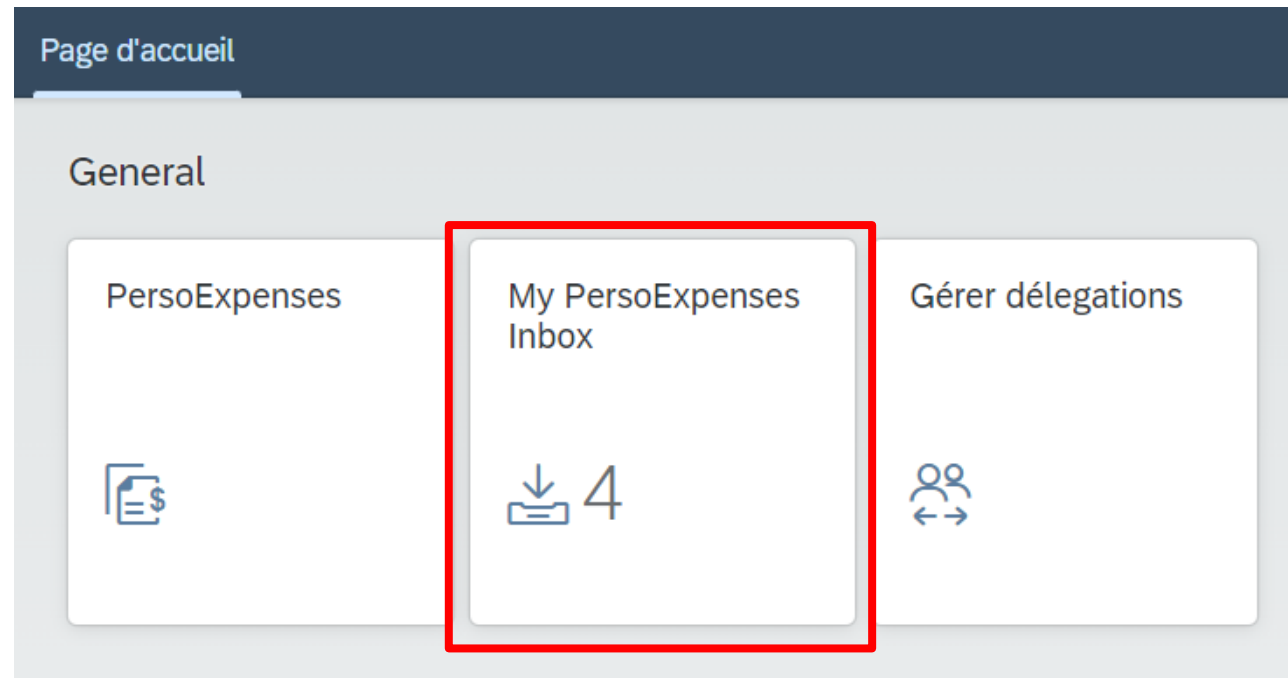 Page d'accueil
General
PersoExpenses
My PersoExpenses
Inbox
Gérer délegations
$
4